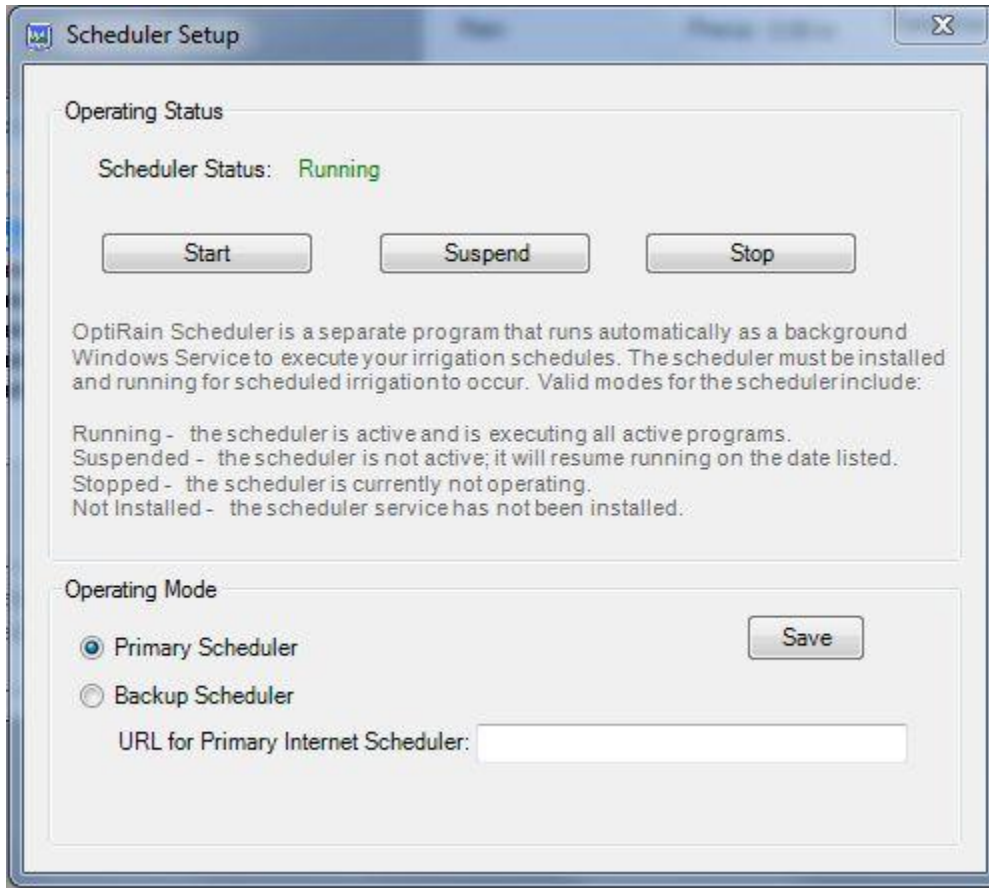 Scheduler Setup
Operating Status
Scheduler Status: Running
Start Suspend Stop
OptiRain Scheduler is a separate program that runs automatically as a background
Windows Service to execute your irrigation schedules. The scheduler must be installed
and running for scheduled irrigation to occur. Valid modes for the scheduler include:
Running - the scheduler is active and is executing all active programs.
Suspended - the scheduler is not active; it will resume running on the date listed.
Stopped - the scheduler is currently not operating.
Not Installed - the scheduler service has not been installed.
Operating Mode
Primary Scheduler
Save
Backup Scheduler
URL for Primary Internet Scheduler: